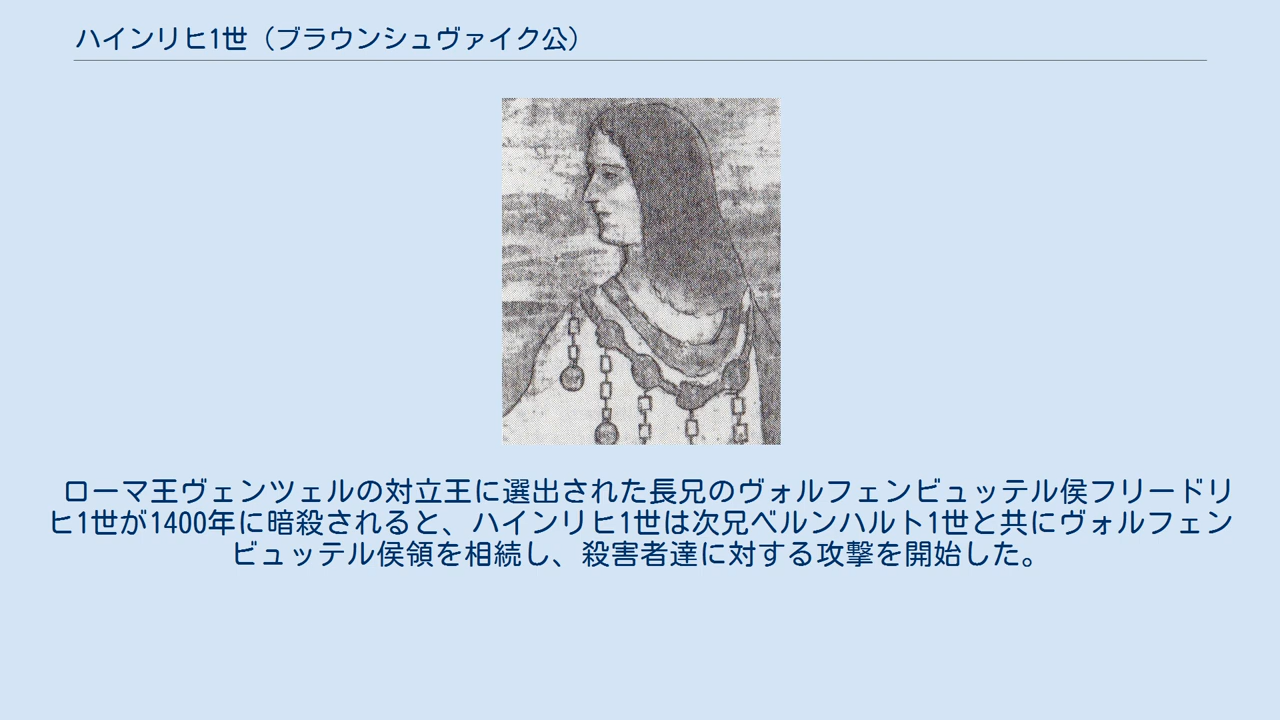 ハインリヒ1世（ブラウンシュヴァイク公）
ローマ王ヴェンツェルの対立王に選出された長兄のヴォルフェンビュッテル侯フリードリ
ヒ1世が1400年に暗殺されると、ハインリヒ1世は次兄ベルンハルト1世と共にヴォルフェン
ビュッテル侯領を相続し、殺害者達に対する攻撃を開始した。